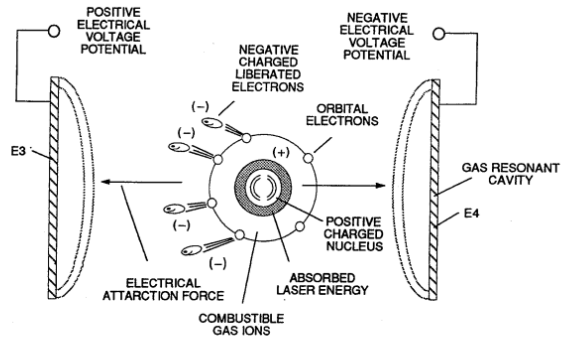 POSITIVE
ELECTRICAL
VOLTAGE
POTENTIAL
NEGATIVE
ELECTRICAL
VOLTAGE
POTENTIAL
NEGATIVE
CHARGED
LIBERATED
ELECTRONS
(-)
(-)
ORBITAL
ELECTRONS
E3
(+)
GAS RESONANT
CAVITY
E4
(-)
POSITIVE
CHARGED
NUCLEUS
(-)
ELECTRICAL
ATTARCTION FORCE
ABSORBED
LASER ENERGY
COMBUSTIBLE
GAS IONS